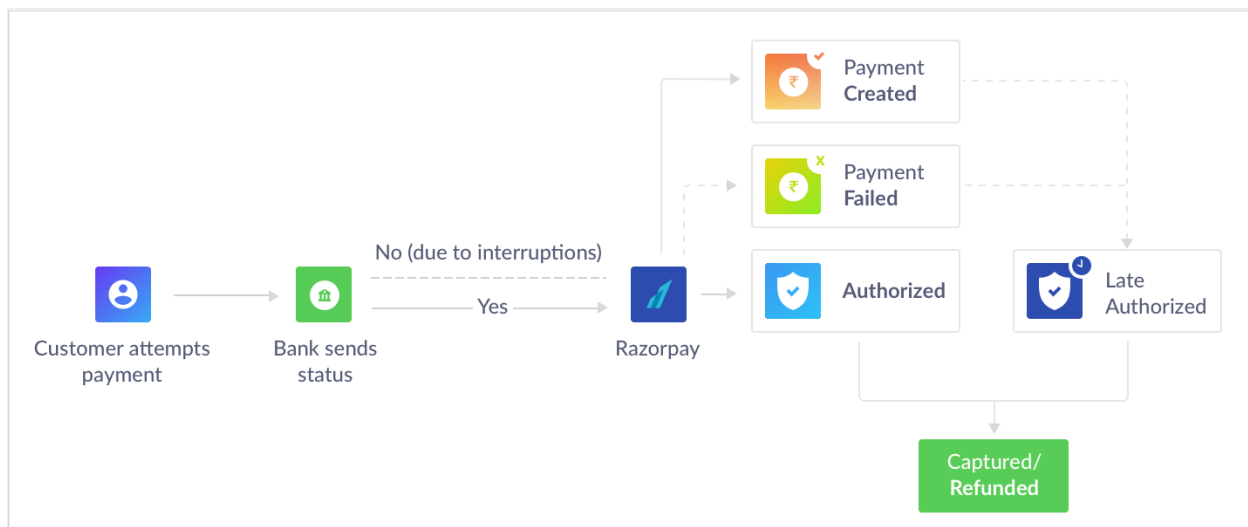 Payment
Created
Payment
Failed
No (due to interruptions)
Yes
Authorized
Late
Authorized
Customer attempts
payment
Bank sends
status
Razorpay
Captured/
Refunded